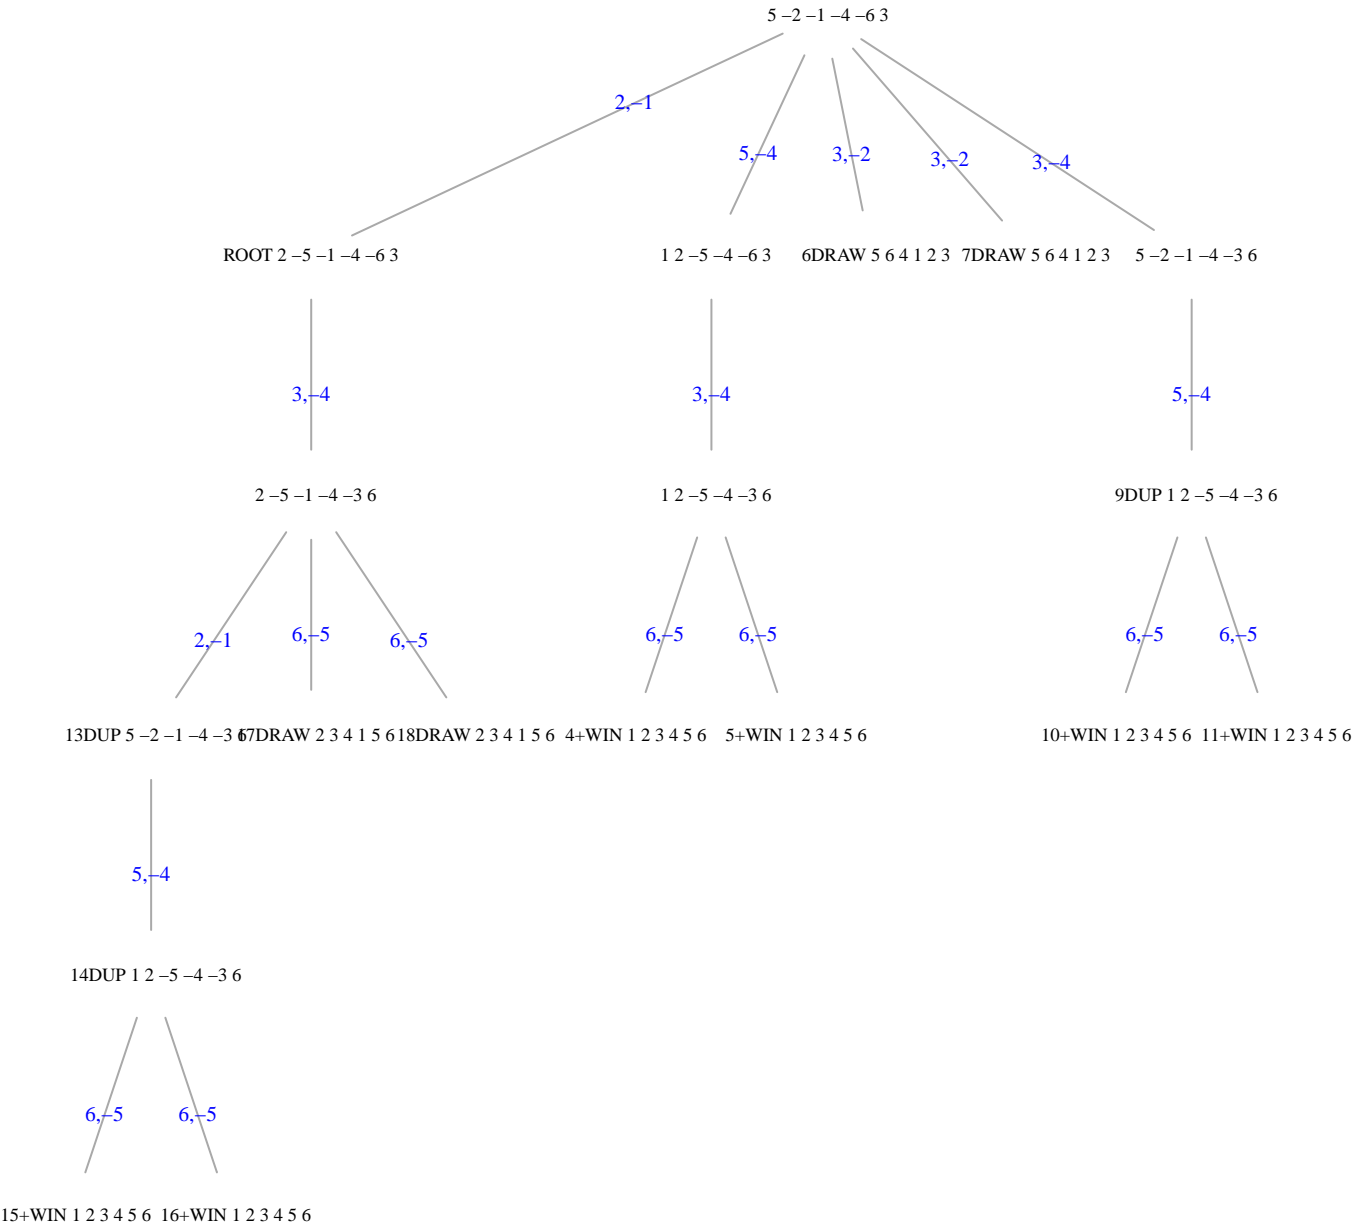 5 –2 –1 –4 –6 3
2,–1
5,–4
3,–2
3,–2
3,–4
ROOT 2 –5 –1 –4 –6 3
1 2 –5 –4 –6 3
6DRAW 5 6 4 1 2 3
7DRAW 5 6 4 1 2 3
5 –2 –1 –4 –3 6
3,–4
3,–4
5,–4
2 –5 –1 –4 –3 6
1 2 –5 –4 –3 6
9DUP 1 2 –5 –4 –3 6
2,–1
6,–5
6,–5
6,–5
6,–5
6,–5
6,–5
13DUP 5 –2 –1 –4 –3 6
17DRAW 2 3 4 1 5 6
18DRAW 2 3 4 1 5 6
4+WIN 1 2 3 4 5 6
5+WIN 1 2 3 4 5 6
10+WIN 1 2 3 4 5 6
11+WIN 1 2 3 4 5 6
5,–4
14DUP 1 2 –5 –4 –3 6
6,–5
6,–5
15+WIN 1 2 3 4 5 6
16+WIN 1 2 3 4 5 6